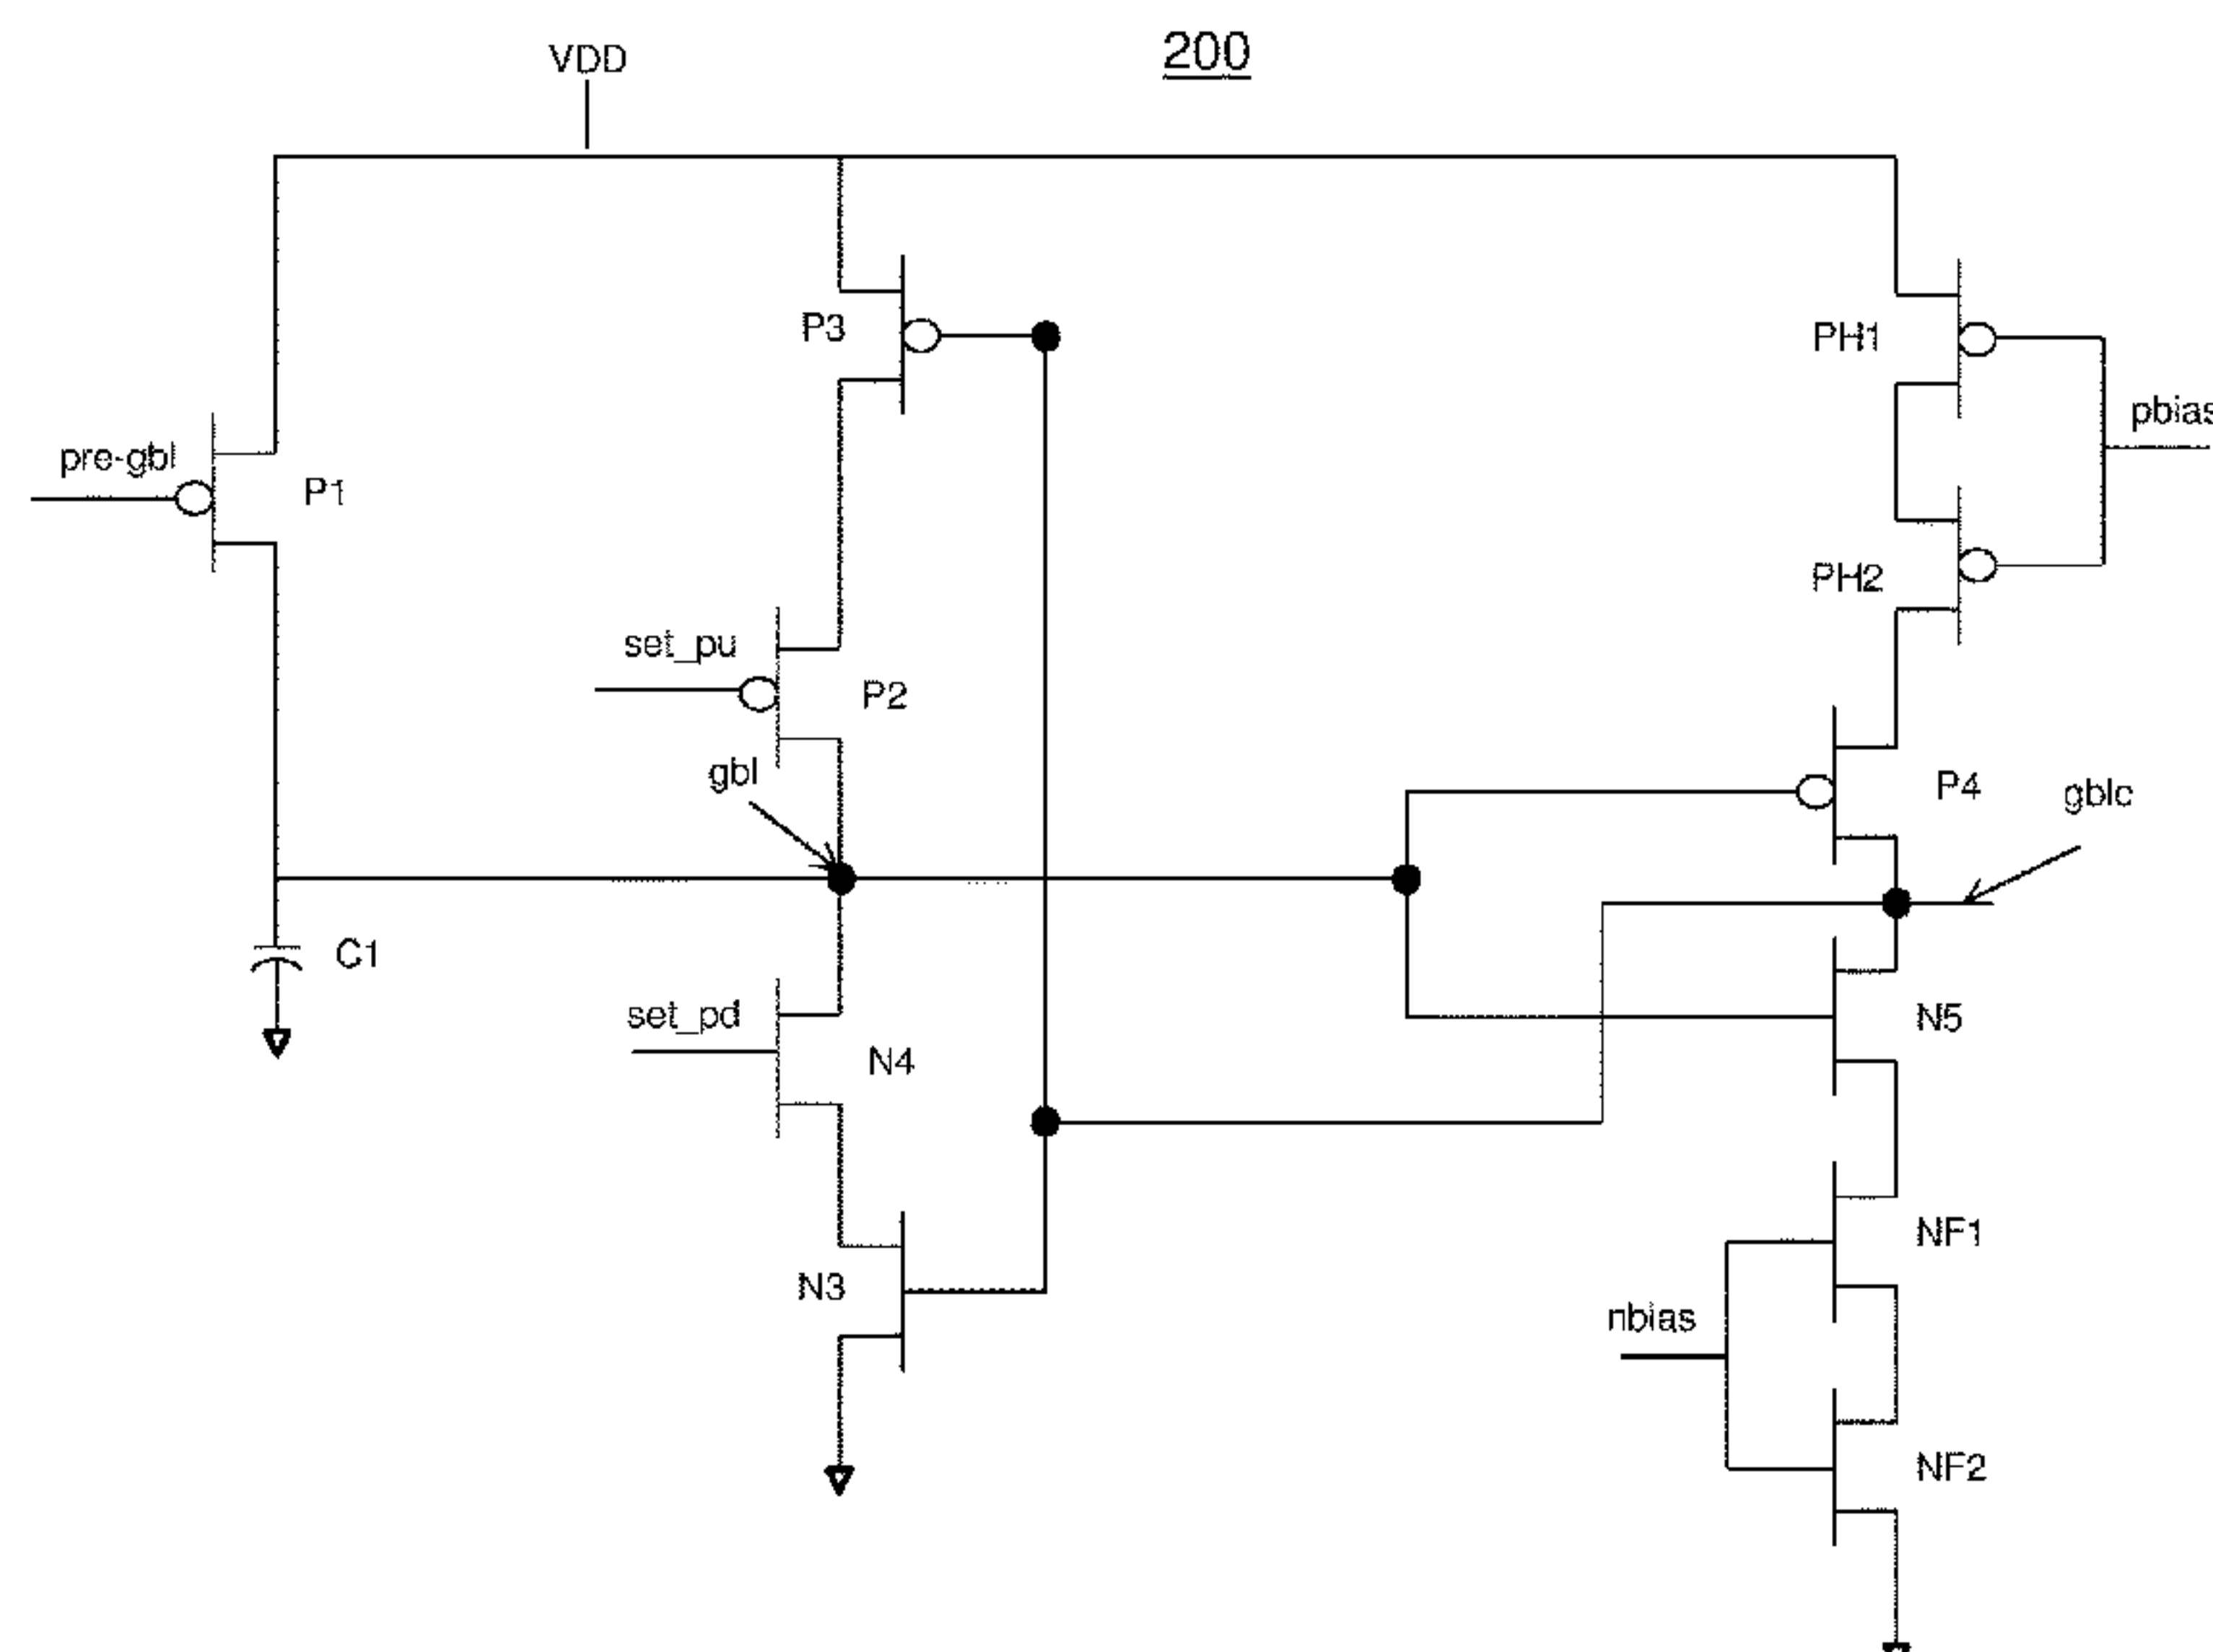 200
VDD
P3
PH1
pbias
pre-gbl
P1
PH2
set_pu
P2
gbl
P4
gblc
C1
set_pd
N4
N5
NF1
N3
nbias
NF2